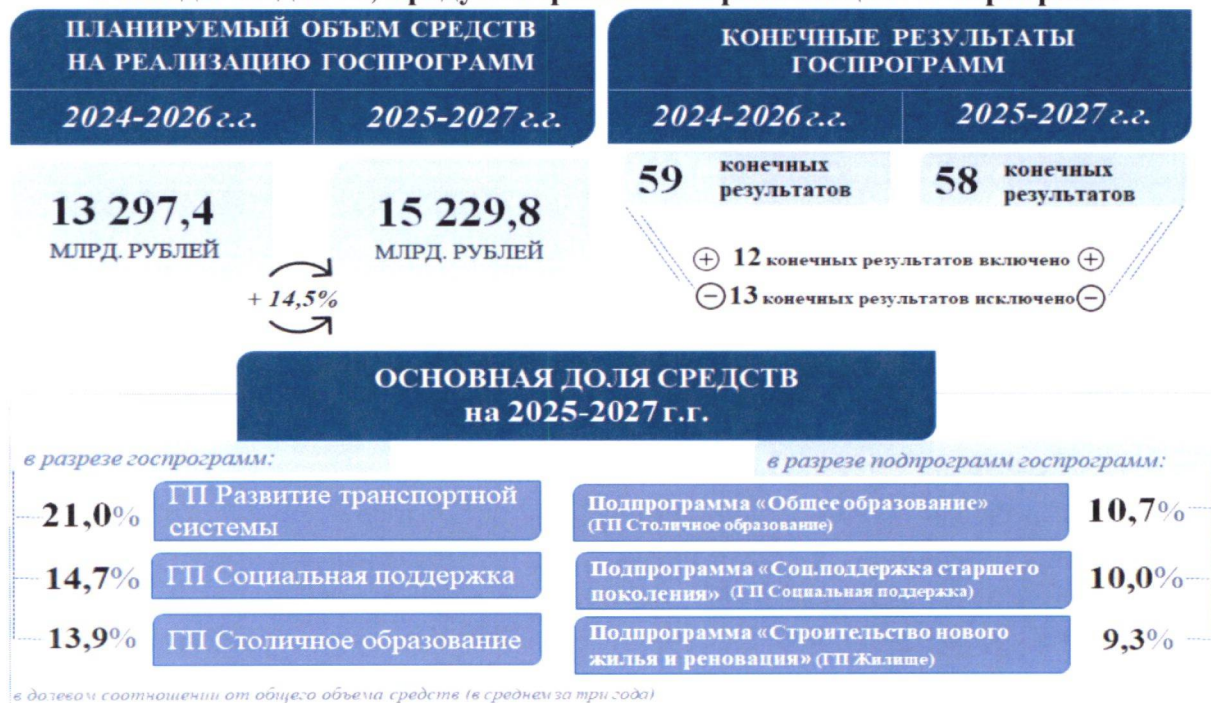 ПЛАНИРУЕМЫЙ ОБЪЕМ СРЕДСТВ
НА РЕАЛИЗАЦИЮ ГОСПРОГРАММ
2024-2026 г.г.
2025-2027 г.г.
13 297,4
МЛРД. РУБЛЕЙ
15 229,8
МЛРД. РУБЛЕЙ
+ 14,5%
КОНЕЧНЫЕ РЕЗУЛЬТАТЫ
ГОСПРОГРАММ
2024-2026 г.г.
2025-2027 г.г.
59 конечных
результатов
58 конечных
результатов
+ 12 конечных результатов включено +
− 13 конечных результатов исключено −
ОСНОВНАЯ ДОЛЯ СРЕДСТВ
на 2025-2027 г.г.
в разрезе госпрограмм:
21,0% ГП Развитие транспортной
системы
14,7% ГП Социальная поддержка
13,9% ГП Столичное образование
в разрезе подпрограмм госпрограмм:
Подпрограмма «Общее образование»
(ГП Столичное образование)
10,7%
Подпрограмма «Соц.поддержка старшего
поколения» (ГП Социальная поддержка)
10,0%
Подпрограмма «Строительство нового
жилья и реновация» (ГП Жилище)
9,3%
в долевом соотношении от общего объема средств (в среднем за три года)